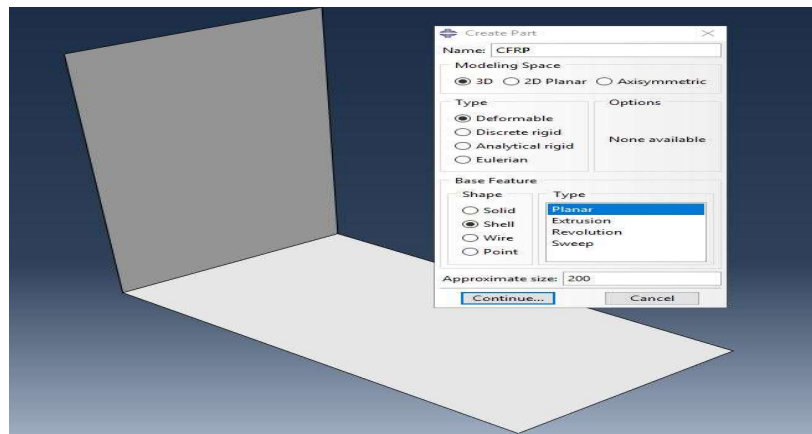 Create Part
Name: CFRP
Modeling Space
3D 2D Planar Axisymmetric
Type
Deformable
Discrete rigid
Analytical rigid
Eulerian
Options
None available
Base Feature
Shape
Solid
Shell
Wire
Point
Type
Planar
Extrusion
Revolution
Sweep
Approximate size: 200
Continue... Cancel